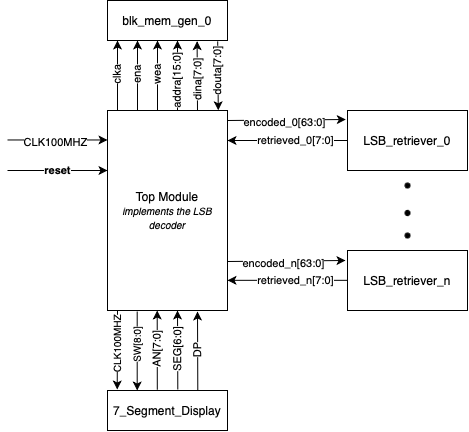 blk_mem_gen_0
clka
ena
wea
addra[15:0]
dina[7:0]
douta[7:0]
CLK100MHZ
reset
Top Module
implements the LSB
decoder
encoded_0[63:0]
retrieved_0[7:0]
LSB_retriever_0
encoded_n[63:0]
retrieved_n[7:0]
LSB_retriever_n
CLK100MHZ
SW[8:0]
AN[7:0]
SEG[6:0]
DP
7_Segment_Display